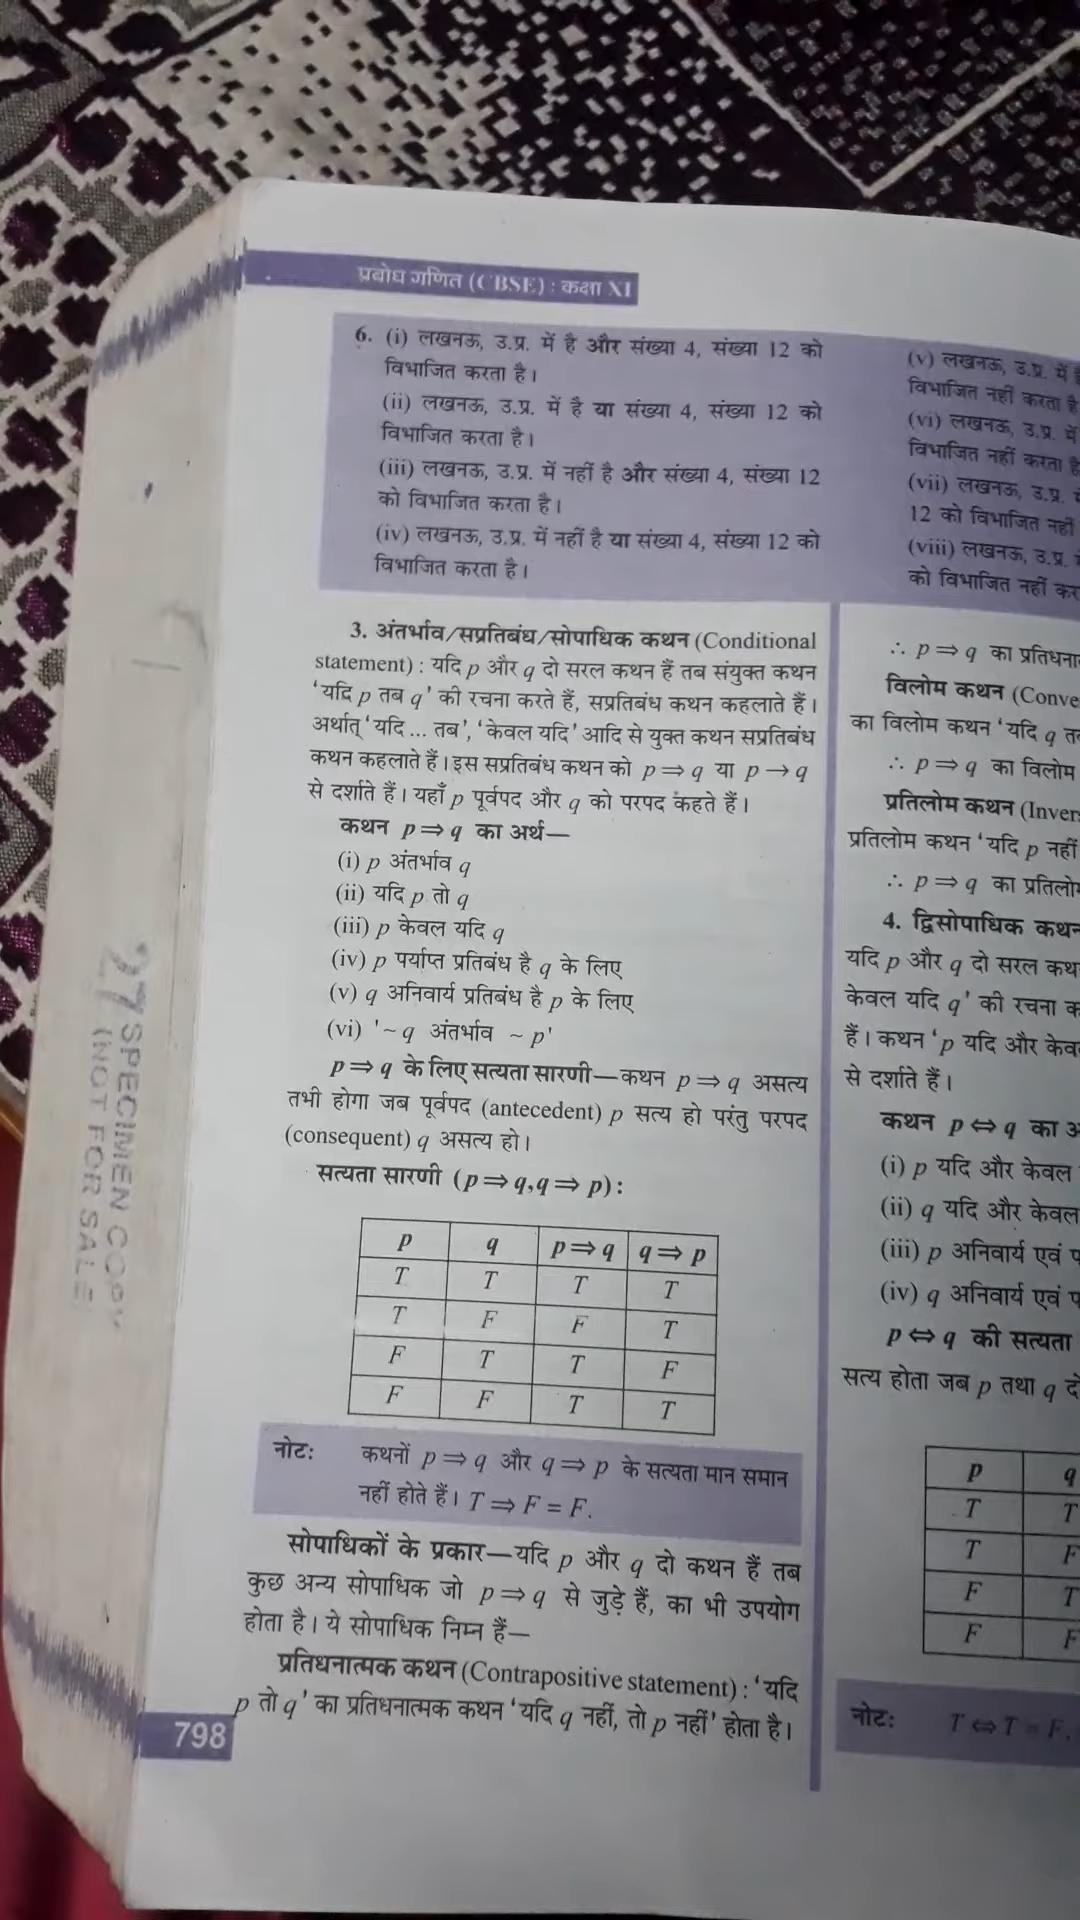 प्रबोध गणित (CBSE) : कक्षा XI
6. (i) लखनऊ, उ.प्र. में है और संख्या 4, संख्या 12 को
विभाजित करता है।
(ii) लखनऊ, उ.प्र. में है या संख्या 4, संख्या 12 को
विभाजित करता है।
(iii) लखनऊ, उ.प्र. में नहीं है और संख्या 4, संख्या 12
को विभाजित करता है।
(iv) लखनऊ, उ.प्र. में नहीं है या संख्या 4, संख्या 12 को
विभाजित करता है।
3. अंतर्भाव/सप्रतिबंध/सोपाधिक कथन (Conditional
statement) : यदि p और q दो सरल कथन हैं तब संयुक्त कथन
‘यदि p तब q’ की रचना करते हैं, सप्रतिबंध कथन कहलाते हैं।
अर्थात् ‘यदि ... तब’, ‘केवल यदि’ आदि से युक्त कथन सप्रतिबंध
कथन कहलाते हैं। इस सप्रतिबंध कथन को p ⇒ q या p → q
से दर्शाते हैं। यहाँ p पूर्वपद और q को परपद कहते हैं।
कथन p ⇒ q का अर्थ—
(i) p अंतर्भाव q
(ii) यदि p तो q
(iii) p केवल यदि q
(iv) p पर्याप्त प्रतिबंध है q के लिए
(v) q अनिवार्य प्रतिबंध है p के लिए
(vi) '~ q अंतर्भाव ~ p'
p ⇒ q के लिए सत्यता सारणी—कथन p ⇒ q असत्य
तभी होगा जब पूर्वपद (antecedent) p सत्य हो परंतु परपद
(consequent) q असत्य हो।
सत्यता सारणी (p ⇒ q, q ⇒ p) :
p q p ⇒ q q ⇒ p
T T T T
T F F T
F T T F
F F T T
नोट: कथनों p ⇒ q और q ⇒ p के सत्यता मान समान
नहीं होते हैं। T ⇒ F = F.
सोपाधिकों के प्रकार—यदि p और q दो कथन हैं तब
कुछ अन्य सोपाधिक जो p ⇒ q से जुड़े हैं, का भी उपयोग
होता है। ये सोपाधिक निम्न हैं—
प्रतिधनात्मक कथन (Contrapositive statement) : ‘यदि
p तो q’ का प्रतिधनात्मक कथन ‘यदि q नहीं, तो p नहीं’ होता है।
798
(v) लखनऊ, उ.प्र. में
विभाजित नहीं करता
(vi) लखनऊ, उ.प्र. में
विभाजित नहीं करता
(vii) लखनऊ, उ.प्र.
12 को विभाजित नहीं
(viii) लखनऊ, उ.प्र.
को विभाजित नहीं
∴ p ⇒ q का
विलोम कथन
का विलोम कथन ‘यदि q
∴ p ⇒ q का विलोम
प्रतिलोम कथन
प्रतिलोम कथन ‘यदि p नहीं
∴ p ⇒ q का
4. द्विसोपाधिक
यदि p और q दो सरल
केवल यदि q’ की रचना
हैं। कथन ‘p यदि और
से दर्शाते हैं।
कथन p ⇔ q का
(i) p यदि और केवल
(ii) q यदि और केवल
(iii) p अनिवार्य एवं
(iv) q अनिवार्य एवं
p ⇔ q की सत्यता
सत्य होता जब p तथा q
p q
T T
T F
F T
F F
नोट: T ⇔ T = F.
27
SPECIMEN COPY
(NOT FOR SALE)